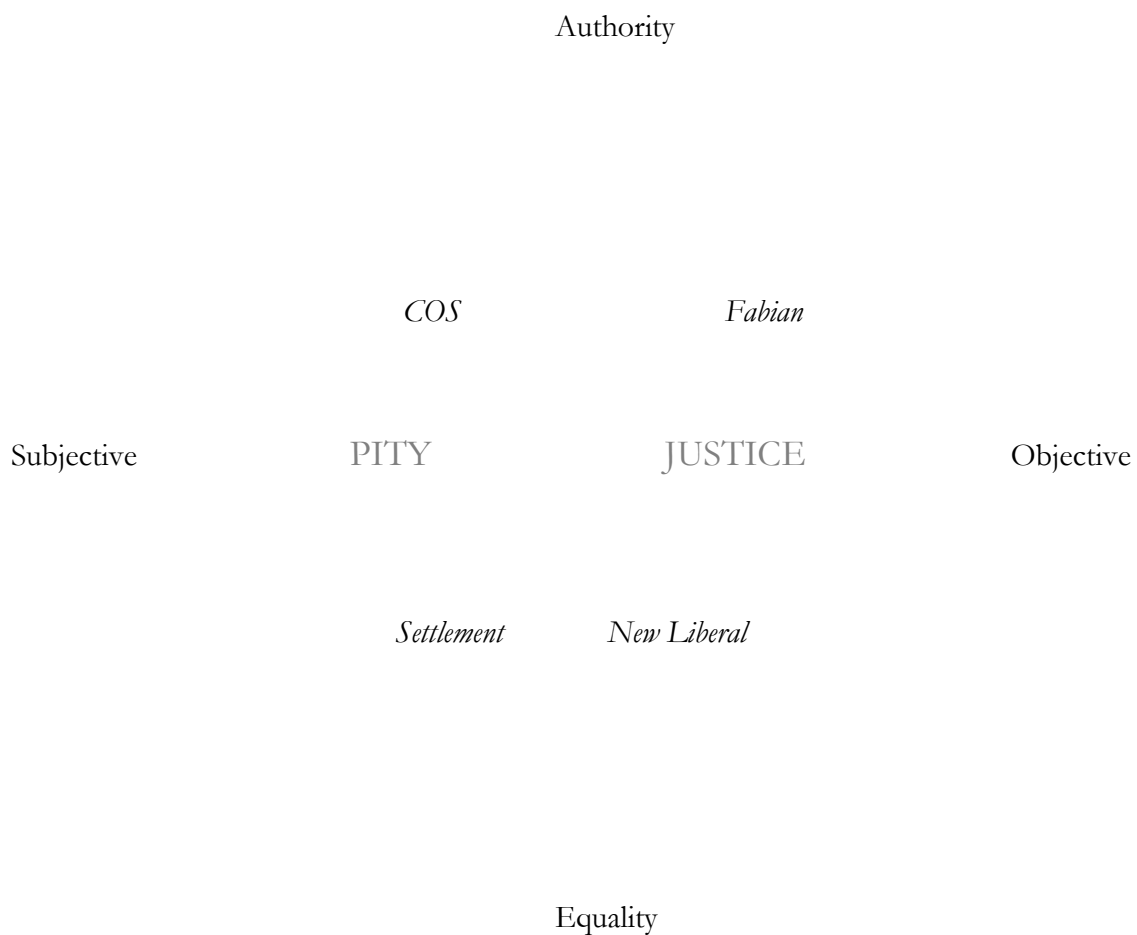 Authority
COS Fabian
Subjective PITY JUSTICE Objective
Settlement New Liberal
Equality